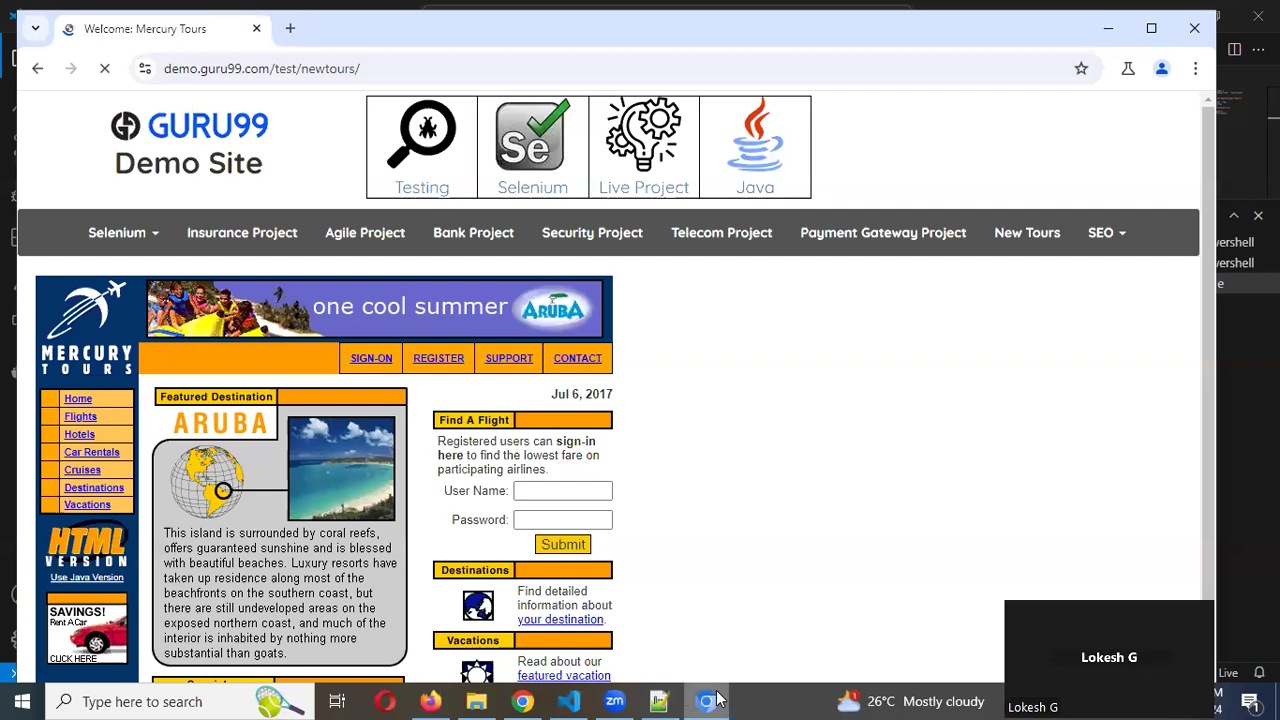 Welcome: Mercury Tours
demo.guru99.com/test/newtours/
GURU99
Demo Site
Testing
Se
Selenium
Live Project
Java
Selenium
Insurance Project
Agile Project
Bank Project
Security Project
Telecom Project
Payment Gateway Project
New Tours
SEO
one cool summer
ARUBA
MERCURY
TOURS
SIGN-ON
REGISTER
SUPPORT
CONTACT
Home
Flights
Hotels
Car Rentals
Cruises
Destinations
Vacations
HTML
VERSION
Use Java Version
SAVINGS!
Rent A Car
CLICK HERE
Featured Destination
ARUBA
This island is surrounded by coral reefs,
offers guaranteed sunshine and is blessed
with beautiful beaches. Luxury resorts have
taken up residence along most of the
beachfronts on the southern coast, but
there are still undeveloped areas on the
exposed northern coast, and much of the
interior is inhabited by nothing more
substantial than goats.
Jul 6, 2017
Find A Flight
Registered users can sign-in
here to find the lowest fare on
participating airlines.
User Name:
Password:
Submit
Destinations
Find detailed
information about
your destination.
Vacations
Read about our
featured vacation
Lokesh G
Lokesh G
Type here to search
zm
26°C Mostly cloudy